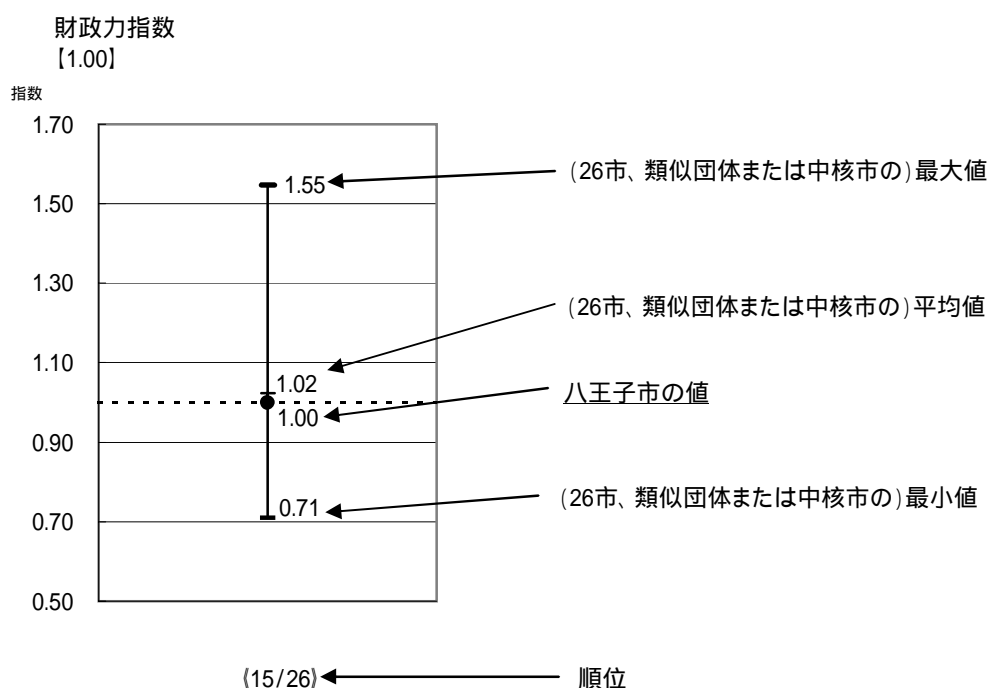 財政力指数
【1.00】
指数
1.70
1.55
(26市、類似団体または中核市の)最大値
1.50
1.30
(26市、類似団体または中核市の)平均値
1.10
1.02
八王子市の値
1.00
0.90
0.71
(26市、類似団体または中核市の)最小値
0.70
0.50
《15/26》
順位